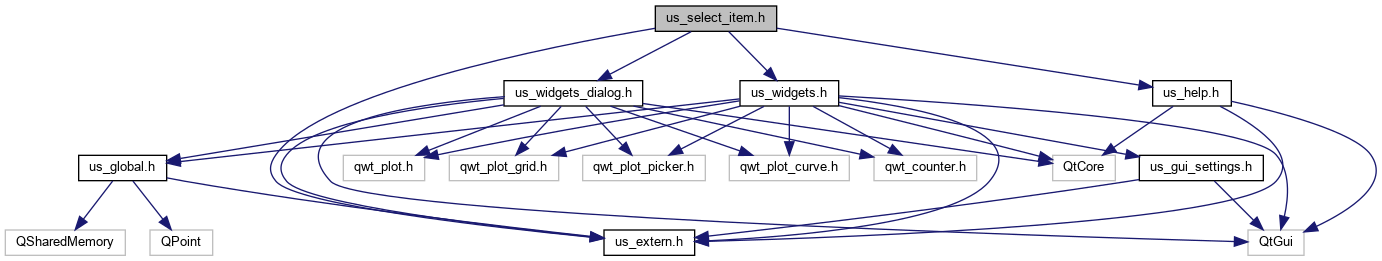 us_select_item.h
us_widgets_dialog.h
us_widgets.h
us_help.h
us_global.h
qwt_plot.h
qwt_plot_grid.h
qwt_plot_picker.h
qwt_plot_curve.h
qwt_counter.h
QtCore
us_gui_settings.h
QSharedMemory
QPoint
us_extern.h
QtGui